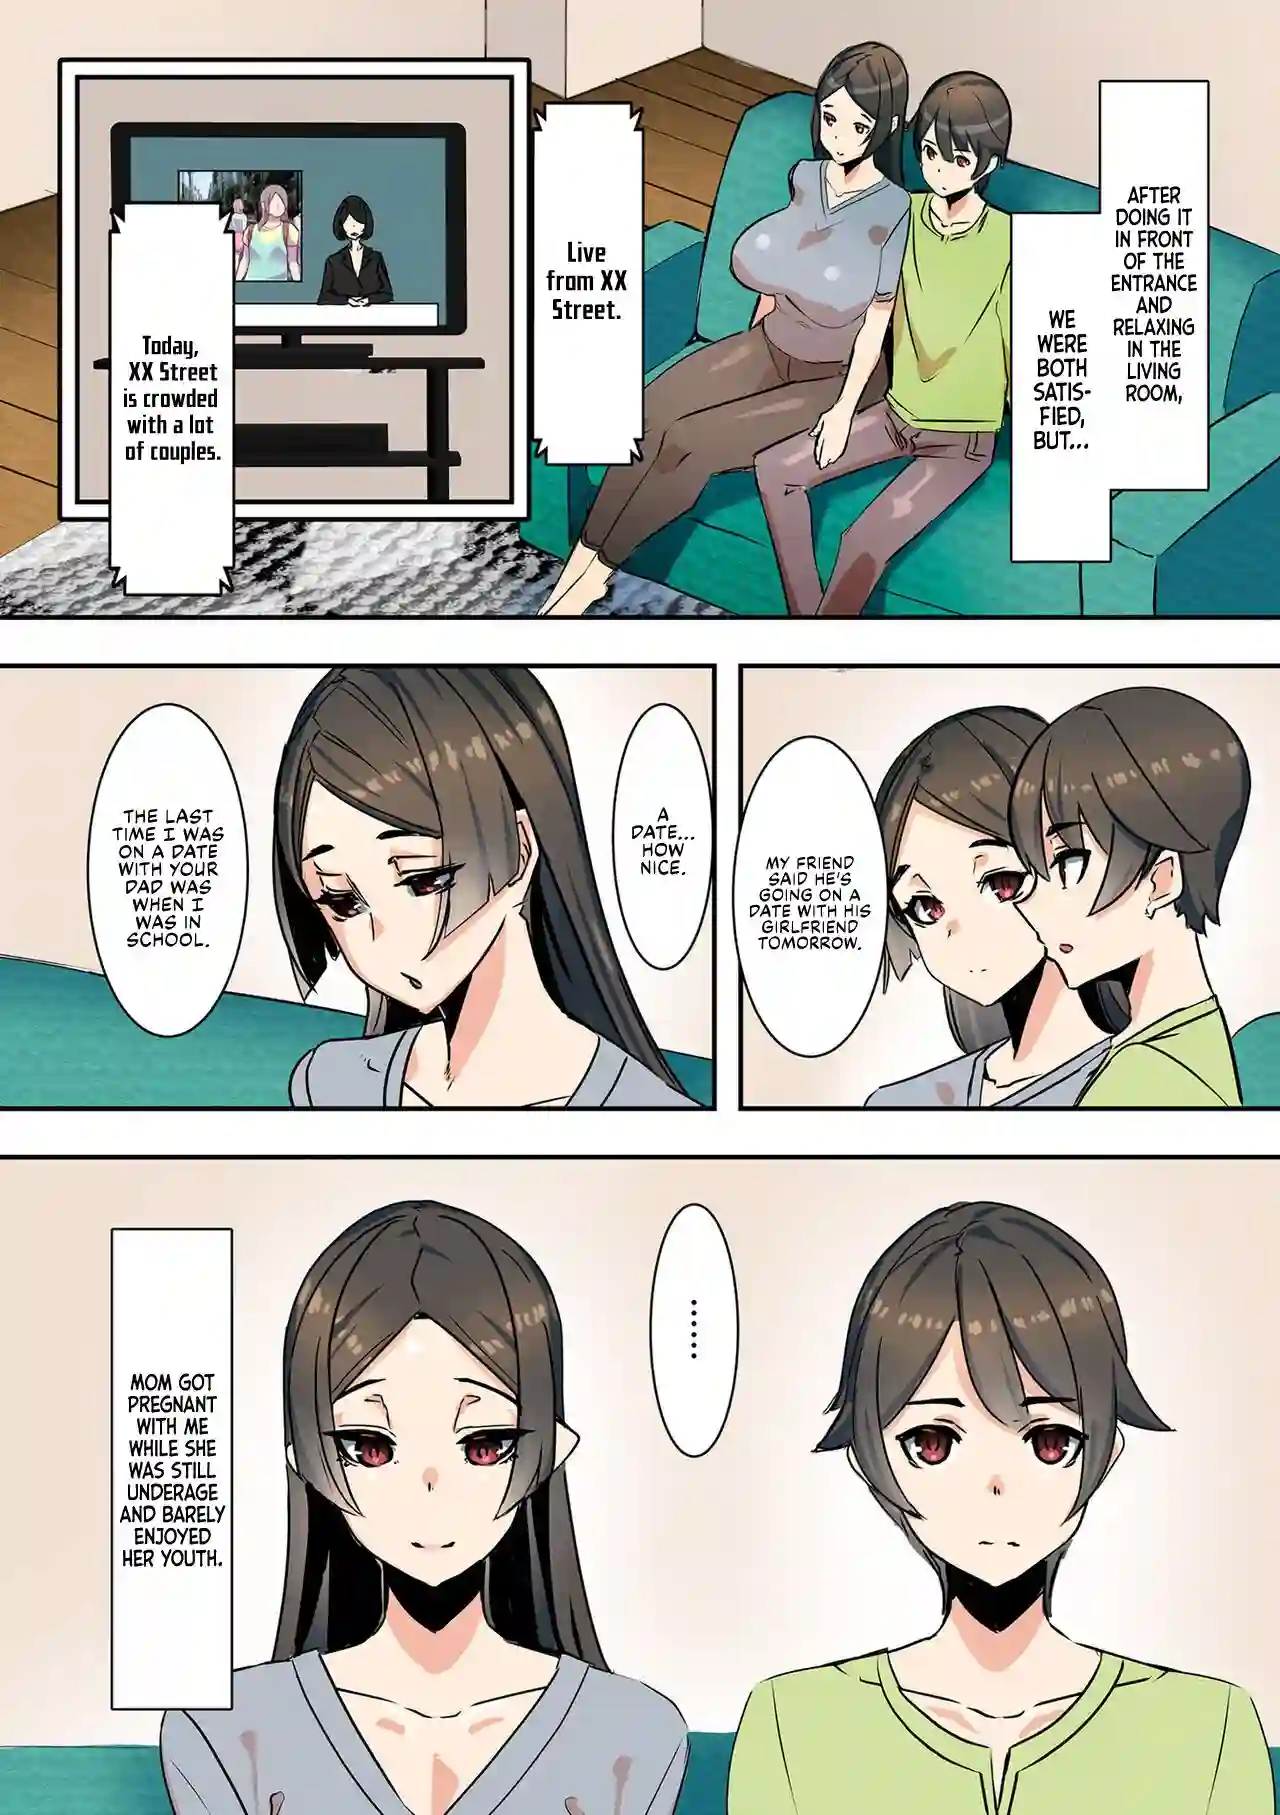 AFTER
DOING IT
IN FRONT
OF THE
ENTRANCE
AND
RELAXING
IN THE
LIVING
ROOM,
WE
WERE
BOTH
SATIS-
FIED,
BUT...
Live
from XX
Street.
Today,
XX Street
is crowded
with a lot
of couples.
MY FRIEND
SAID HE'S
GOING ON A
DATE WITH HIS
GIRLFRIEND
TOMORROW.
A
DATE...
HOW
NICE.
THE LAST
TIME I WAS
ON A DATE
WITH YOUR
DAD WAS
WHEN I
WAS IN
SCHOOL.
......
MOM GOT
PREGNANT
WITH ME
WHILE SHE
WAS STILL
UNDERAGE
AND BARELY
ENJOYED
HER YOUTH.